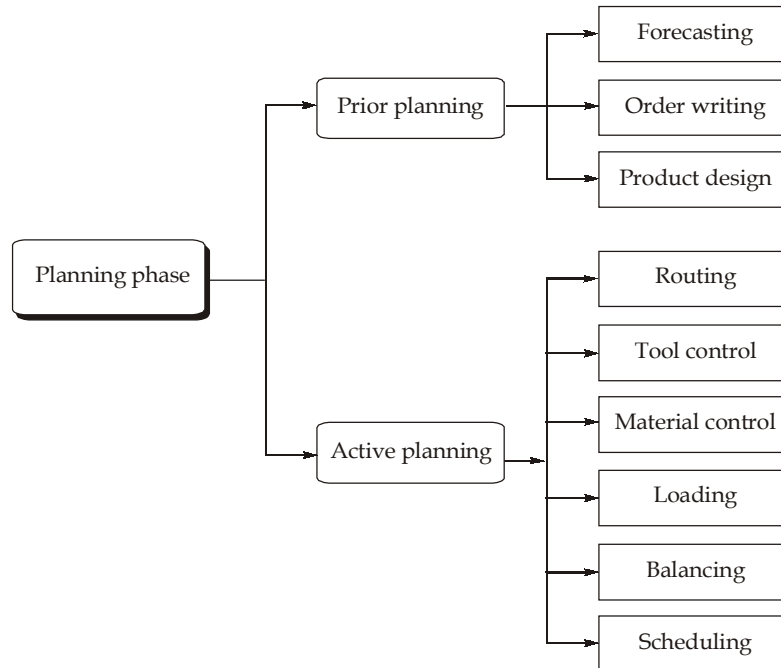 Planning phase
Prior planning
Forecasting
Order writing
Product design
Active planning
Routing
Tool control
Material control
Loading
Balancing
Scheduling